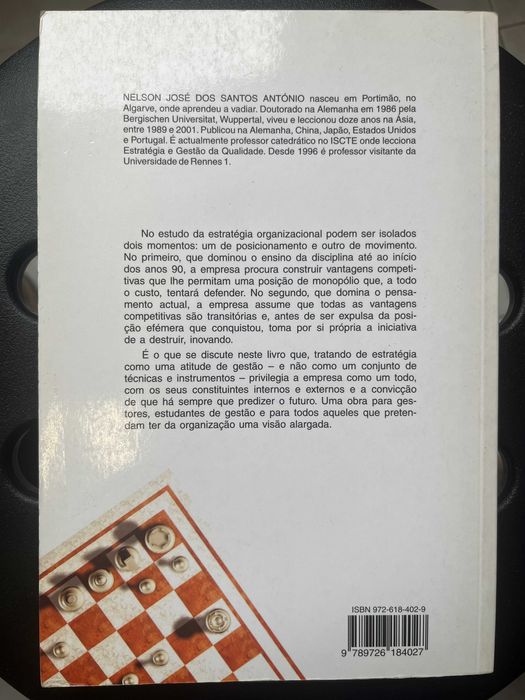 NELSON JOSÉ DOS SANTOS ANTÓNIO nasceu em Portimão, no
Algarve, onde aprendeu a vadiar. Doutorado na Alemanha em 1986 pela
Bergischen Universitat, Wuppertal, viveu e leccionou doze anos na Ásia,
entre 1989 e 2001. Publicou na Alemanha, China, Japão, Estados Unidos
e Portugal. É actualmente professor catedrático no ISCTE onde lecciona
Estratégia e Gestão da Qualidade. Desde 1996 é professor visitante da
Universidade de Rennes 1.
No estudo da estratégia organizacional podem ser isolados
dois momentos: um de posicionamento e outro de movimento.
No primeiro, que dominou o ensino da disciplina até ao início
dos anos 90, a empresa procura construir vantagens competi-
tivas que lhe permitam uma posição de monopólio que, a todo
o custo, tentará defender. No segundo, que domina o pensa-
mento actual, a empresa assume que todas as vantagens
competitivas são transitórias e, antes de ser expulsa da posi-
ção efémera que conquistou, toma por si própria a iniciativa
de a destruir, inovando.
É o que se discute neste livro que, tratando de estratégia
como uma atitude de gestão – e não como um conjunto de
técnicas e instrumentos – privilegia a empresa como um todo,
com os seus constituintes internos e externos e a convicção
de que há sempre que predizer o futuro. Uma obra para ges-
tores, estudantes de gestão e para todos aqueles que preten-
dam ter da organização uma visão alargada.
ISBN 972-618-402-9
9 789726 184027